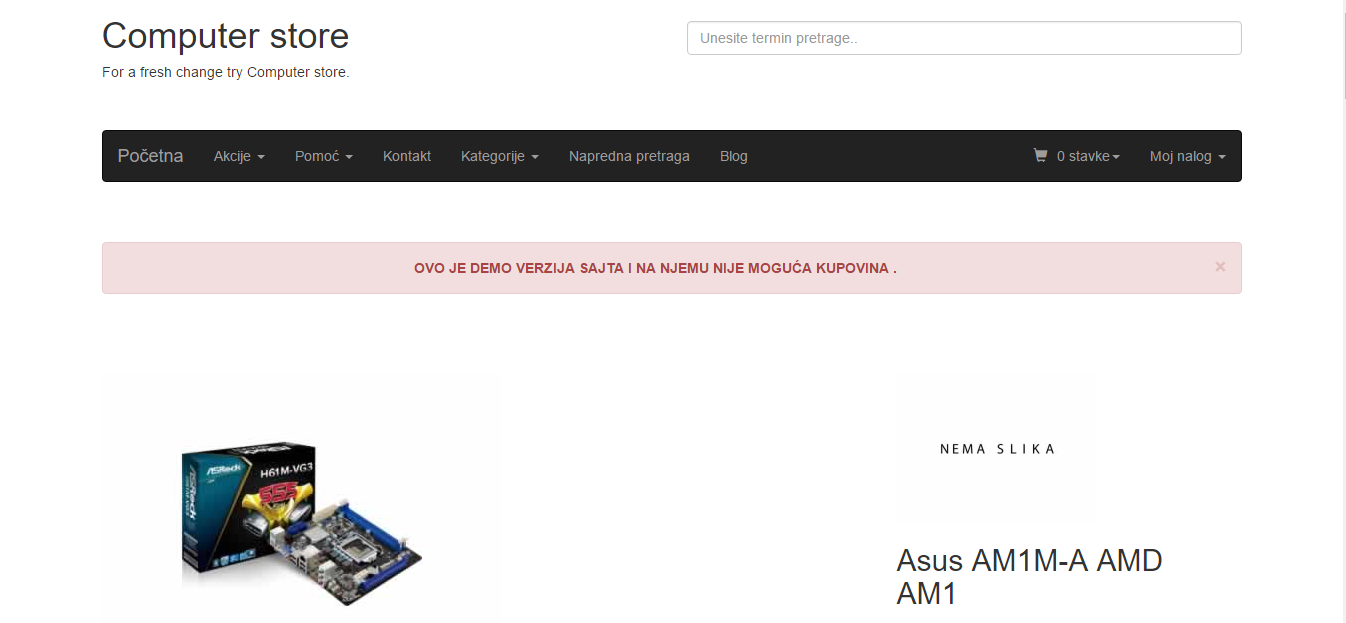 Computer store
Unesite termin pretrage..
For a fresh change try Computer store.
Početna Akcije Pomoć Kontakt Kategorije Napredna pretraga Blog 0 stavke Moj nalog
OVO JE DEMO VERZIJA SAJTA I NA NJEMU NIJE MOGUĆA KUPOVINA . ×
ASRock
H61M-VG3
555
NEMA SLIKA
Asus AM1M-A AMD
AM1